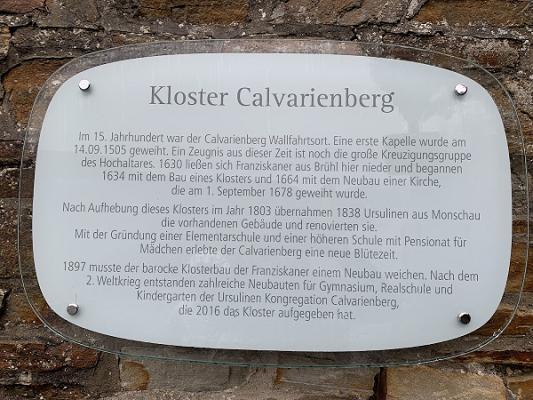 Kloster Calvarienberg
Im 15. Jahrhundert war der Calvarienberg Wallfahrtsort. Eine erste Kapelle wurde am
14.09.1505 geweiht. Ein Zeugnis aus dieser Zeit ist noch die große Kreuzigungsgruppe
des Hochaltares. 1630 ließen sich Franziskaner aus Brühl hier nieder und begannen
1634 mit dem Bau eines Klosters und 1664 mit dem Neubau einer Kirche,
die am 1. September 1678 geweiht wurde.
Nach Aufhebung dieses Klosters im Jahr 1803 übernahmen 1838 Ursulinen aus Monschau
die vorhandenen Gebäude und renovierten sie.
Mit der Gründung einer Elementarschule und einer höheren Schule mit Pensionat für
Mädchen erlebte der Calvarienberg eine neue Blütezeit.
1897 musste der barocke Klosterbau der Franziskaner einem Neubau weichen. Nach dem
2. Weltkrieg entstanden zahlreiche Neubauten für Gymnasium, Realschule und
Kindergarten der Ursulinen Kongregation Calvarienberg,
die 2016 das Kloster aufgegeben hat.